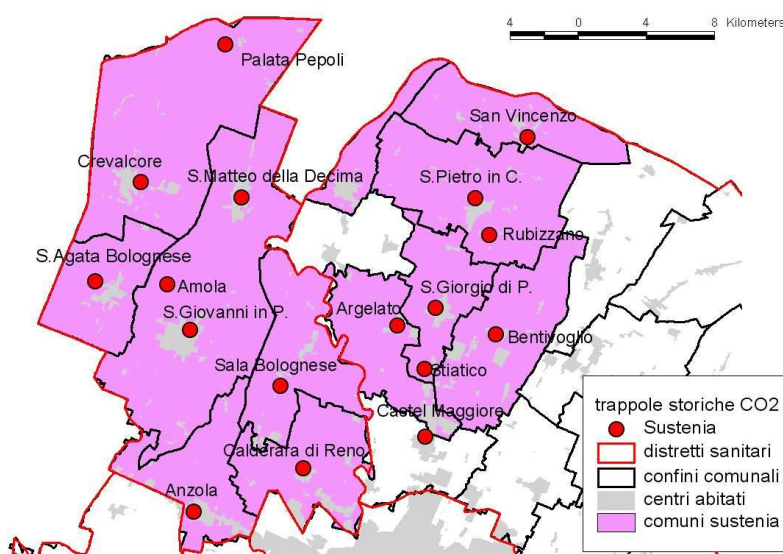 4 0 4 8 Kilometers
Palata Pepoli
San Vincenzo
Crevalcore
S.Matteo della Decima
S.Pietro in C.
Rubizzano
S.Agata Bolognese
Amola
S.Giorgio di P.
S.Giovanni in P.
Argelato
Bentivoglio
Sala Bolognese
Stiatico
Castel Maggiore
Calderara di Reno
Anzola
trappole storiche CO2
Sustenia
distretti sanitari
confini comunali
centri abitati
comuni sustenia